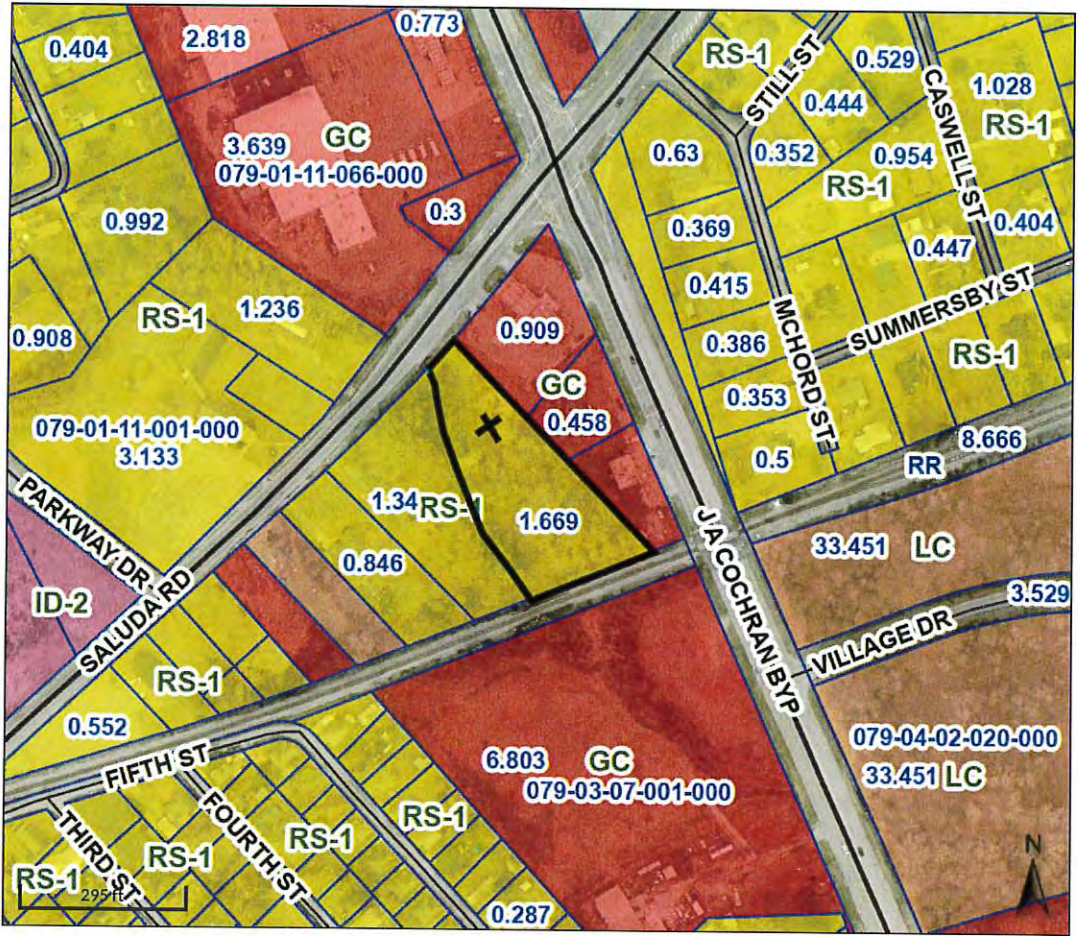 0.404
2.818
0.773
RS-1
STILL ST
0.529
CASWELL ST
0.444
1.028
RS-1
3.639
GC
079-01-11-066-000
0.63
0.352
0.954
RS-1
0.992
0.3
0.369
0.447
0.404
RS-1
1.236
0.415
SUMMERSBY ST
0.908
0.909
0.386
MCHORD ST
RS-1
GC
0.353
0.458
079-01-11-001-000
3.133
0.5
8.666
RR
PARKWAY DR
1.34
RS-1
1.669
J A COCHRAN BYP
33.451 LC
0.846
ID-2
SALUDA RD
3.529
VILLAGE DR
RS-1
0.552
079-04-02-020-000
33.451 LC
6.803
GC
079-03-07-001-000
FIFTH ST
FOURTH ST
RS-1
RS-1
THIRD ST
RS-1
RS-1
295 ft
0.287
N